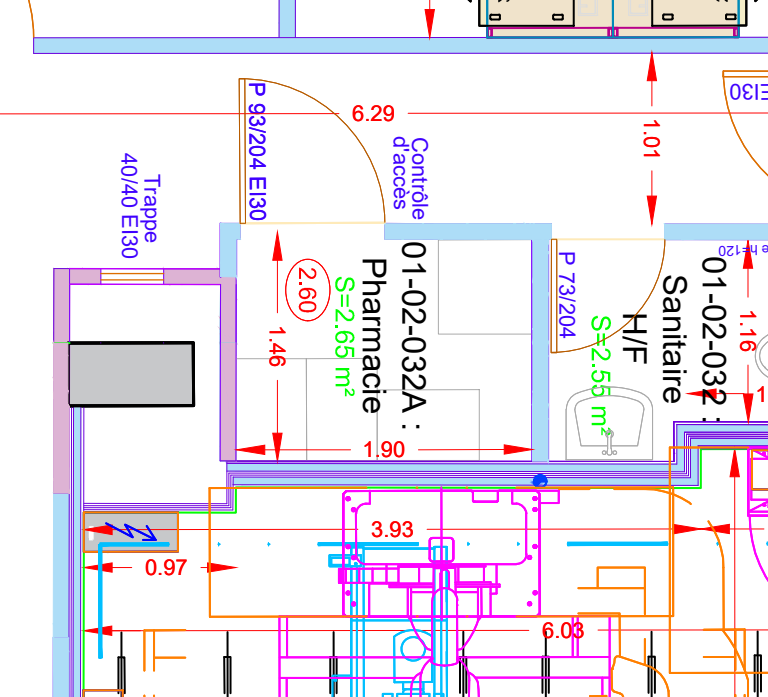 6.29
1.01
EI30
P 93/204 EI30
Contrôle
d'accès
Trappe
40/40 EI30
01-02-032A :
Pharmacie
S=2.65 m²
2.60
1.46
1.90
P 73/204
01-02-032 :
Sanitaire
H/F
S=2.55 m²
h=120
1.16
1
3.93
0.97
6.03